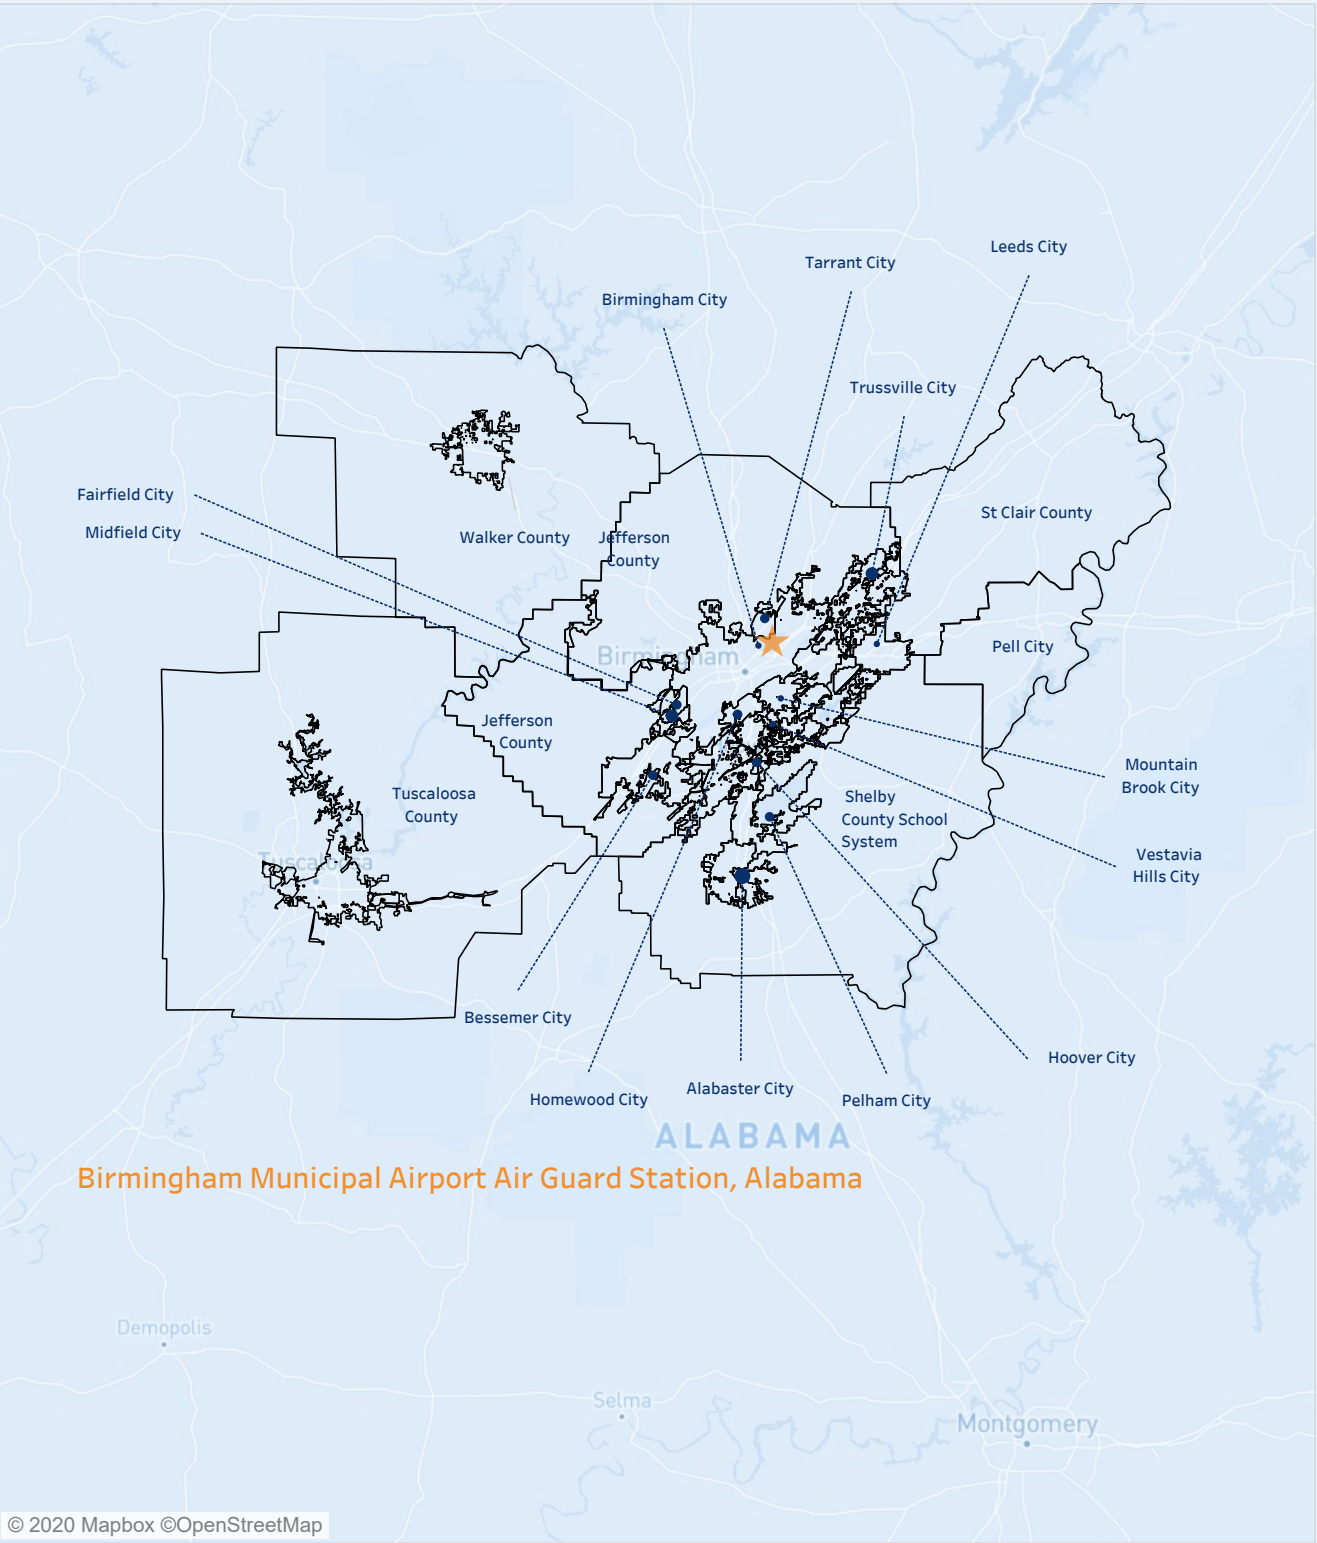 Leeds City
Tarrant City
Birmingham City
Trussville City
Fairfield City
St Clair County
Midfield City
Walker County
Jefferson
County
Pell City
Birmingham
Jefferson
County
Mountain
Brook City
Tuscaloosa
County
Shelby
County School
System
Tuscaloosa
Vestavia
Hills City
Bessemer City
Hoover City
Homewood City
Alabaster City
Pelham City
ALABAMA
Birmingham Municipal Airport Air Guard Station, Alabama
Demopolis
Selma
Montgomery
© 2020 Mapbox ©OpenStreetMap